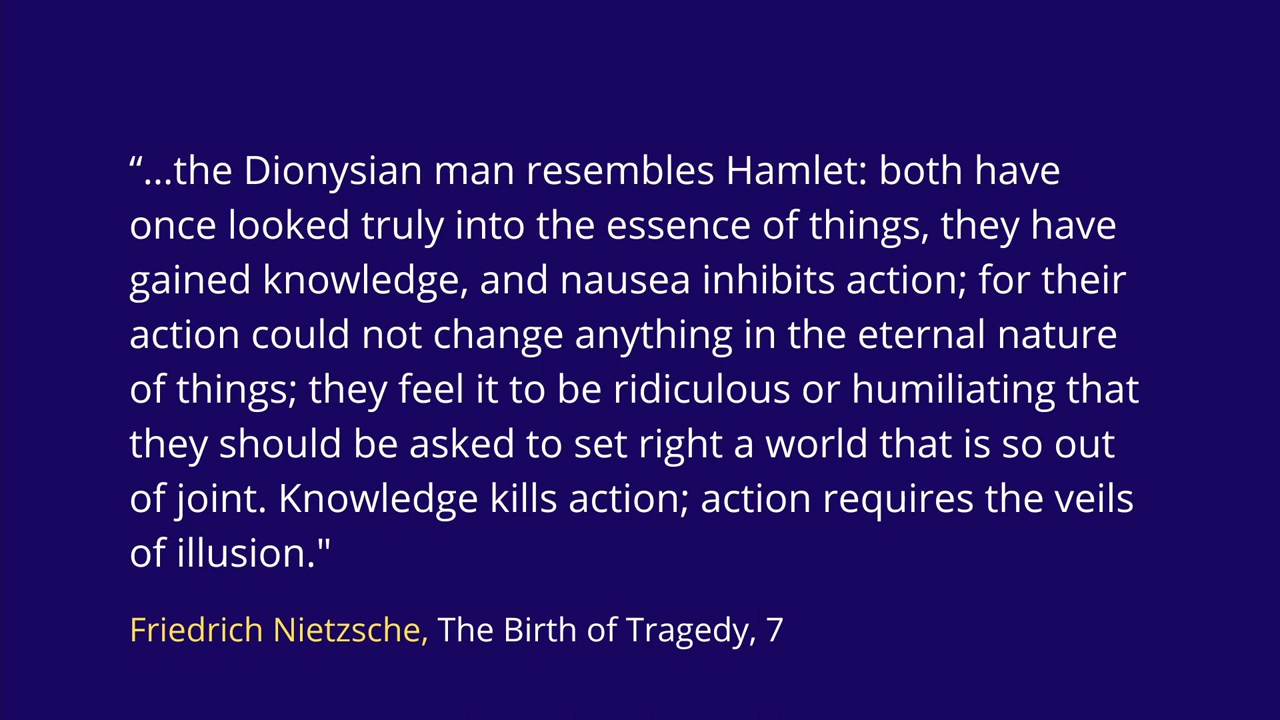 “...the Dionysian man resembles Hamlet: both have
once looked truly into the essence of things, they have
gained knowledge, and nausea inhibits action; for their
action could not change anything in the eternal nature
of things; they feel it to be ridiculous or humiliating that
they should be asked to set right a world that is so out
of joint. Knowledge kills action; action requires the veils
of illusion."
Friedrich Nietzsche, The Birth of Tragedy, 7